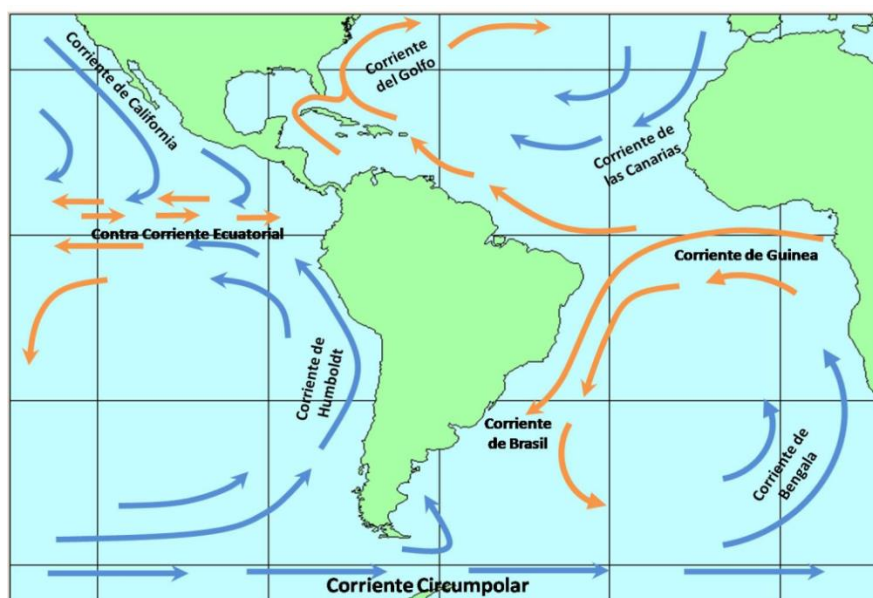 Corriente de California
Corriente
del Golfo
Corriente de
las Canarias
Contra Corriente Ecuatorial
Corriente de Guinea
Corriente de
Humboldt
Corriente
de Brasil
Corriente de
Bengala
Corriente Circumpolar